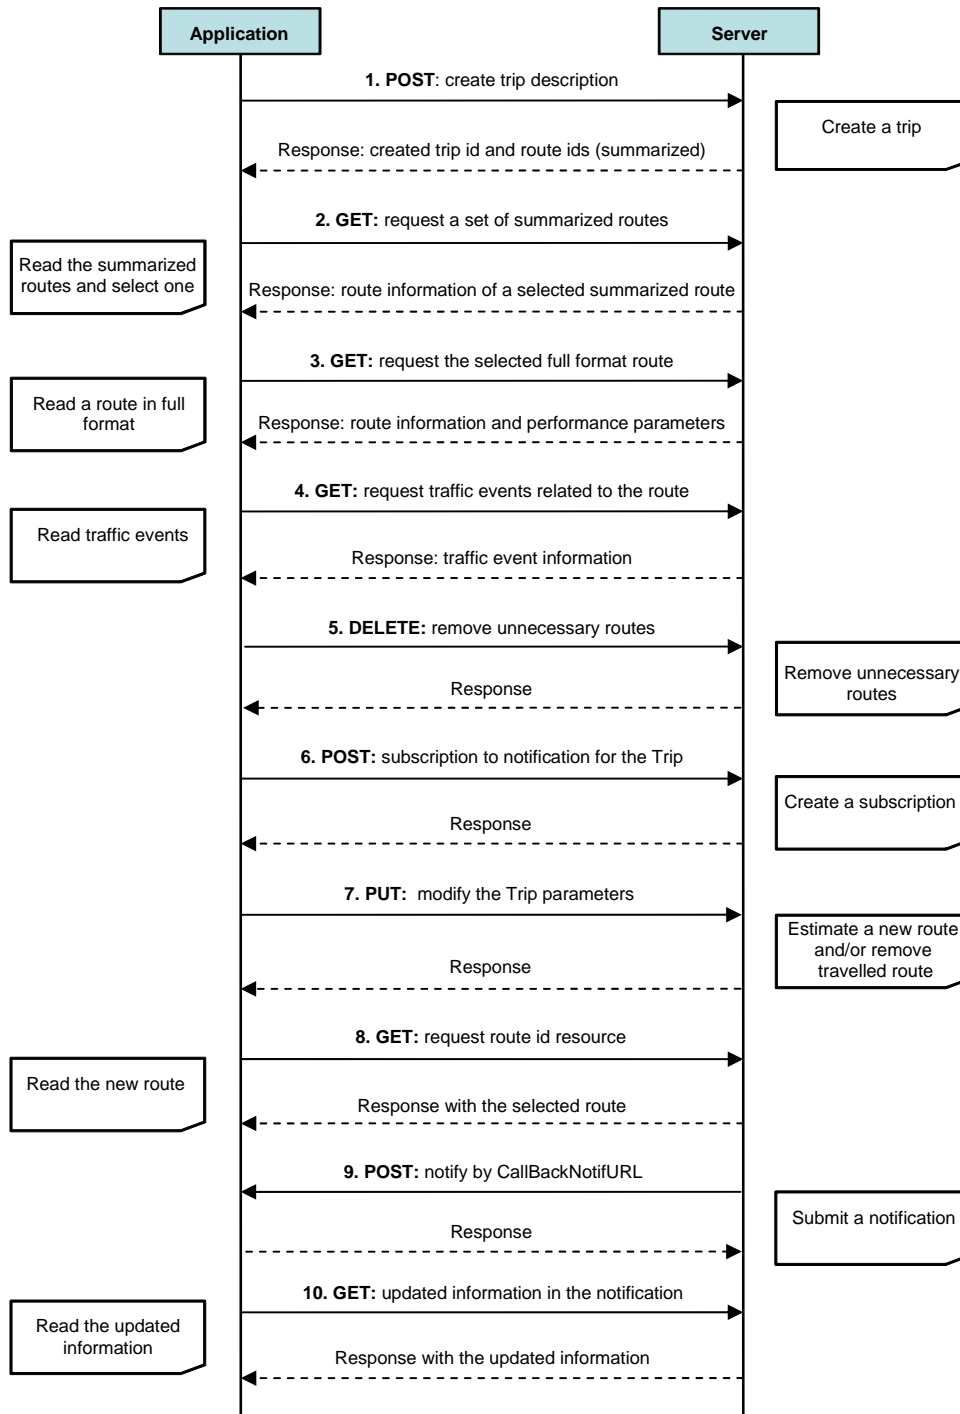 Application
Server
1. POST: create trip description
Create a trip
Response: created trip id and route ids (summarized)
2. GET: request a set of summarized routes
Read the summarized
routes and select one
Response: route information of a selected summarized route
3. GET: request the selected full format route
Read a route in full
format
Response: route information and performance parameters
4. GET: request traffic events related to the route
Read traffic events
Response: traffic event information
5. DELETE: remove unnecessary routes
Remove unnecessary
routes
Response
6. POST: subscription to notification for the Trip
Create a subscription
Response
7. PUT: modify the Trip parameters
Estimate a new route
and/or remove
travelled route
Response
8. GET: request route id resource
Read the new route
Response with the selected route
9. POST: notify by CallBackNotifURL
Submit a notification
Response
10. GET: updated information in the notification
Read the updated
information
Response with the updated information